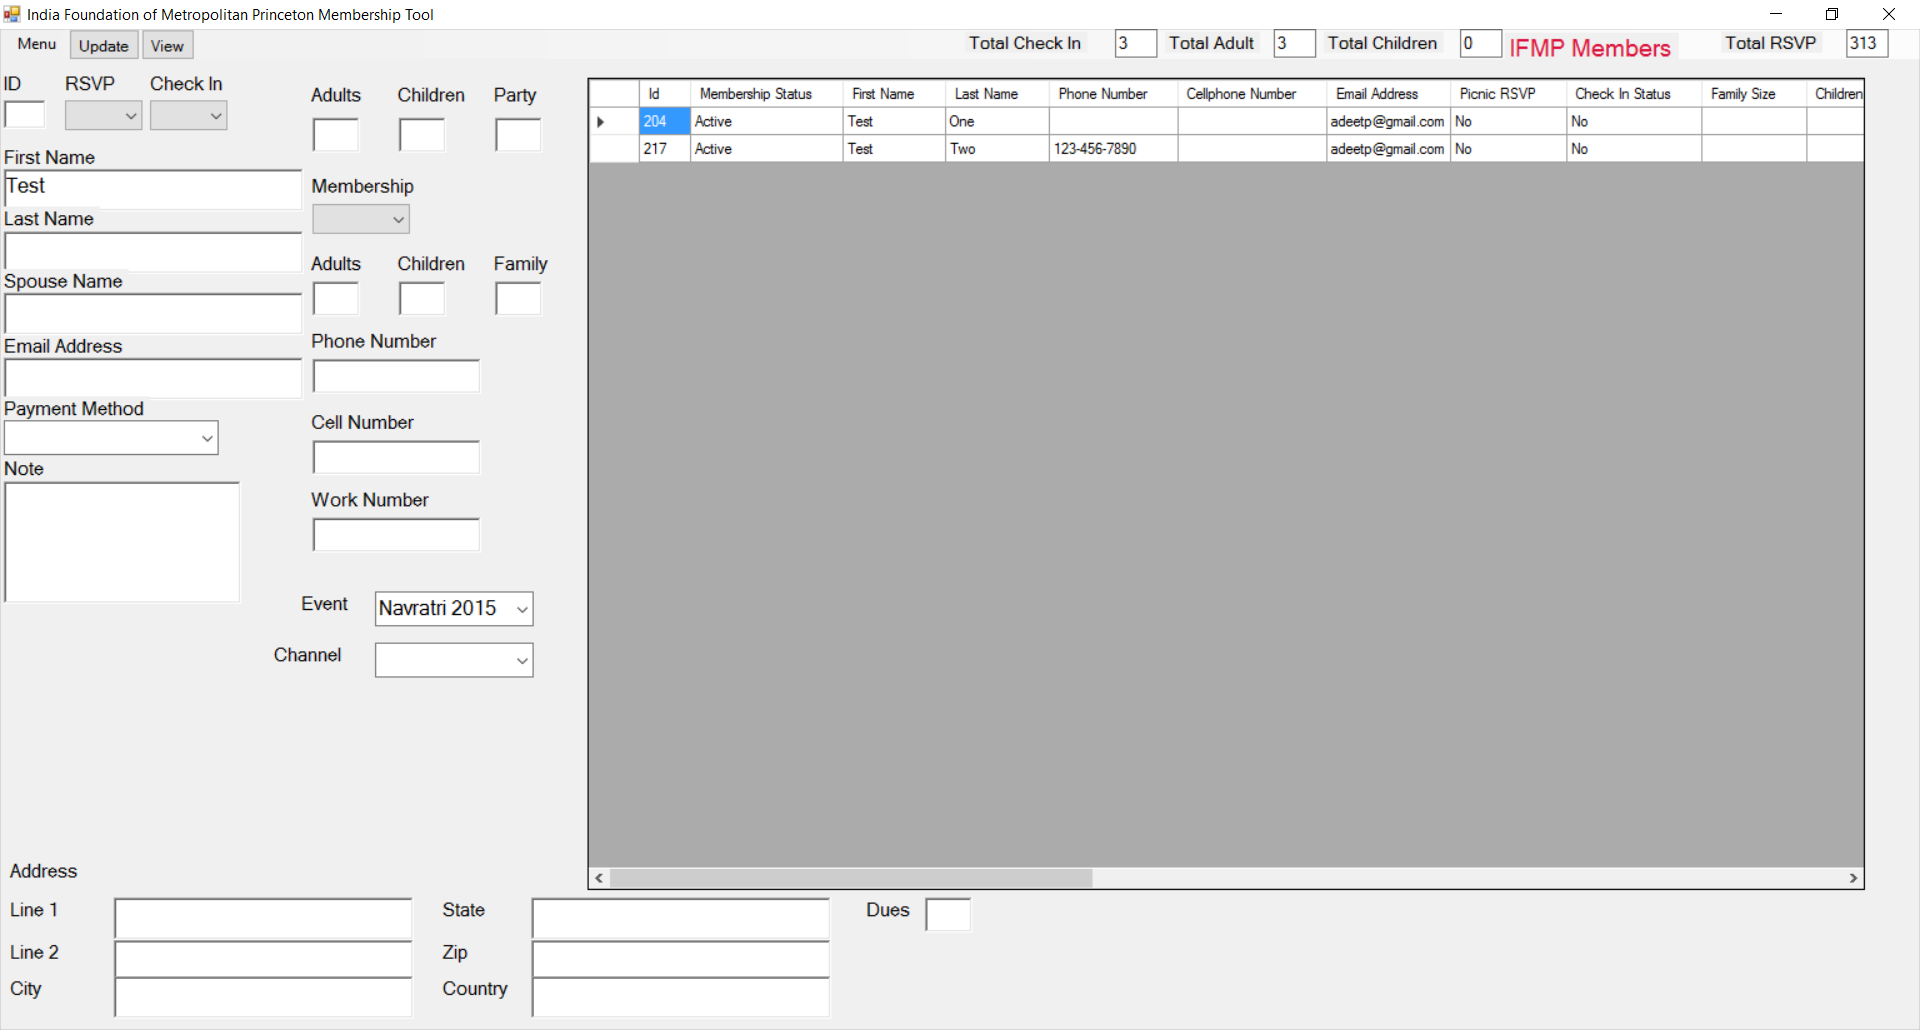 India Foundation of Metropolitan Princeton Membership Tool
Menu Update View Total Check In 3 Total Adult 3 Total Children 0 IFMP Members Total RSVP 313
ID RSVP Check In
Adults Children Party
First Name
Test
Last Name
Spouse Name
Email Address
Payment Method
Note
Membership
Adults Children Family
Phone Number
Cell Number
Work Number
Event Navratri 2015
Channel
Id Membership Status First Name Last Name Phone Number Cellphone Number Email Address Picnic RSVP Check In Status Family Size Children
204 Active Test One adeetp@gmail.com No No
217 Active Test Two 123-456-7890 adeetp@gmail.com No No
Address
Line 1 State Dues
Line 2 Zip
City Country